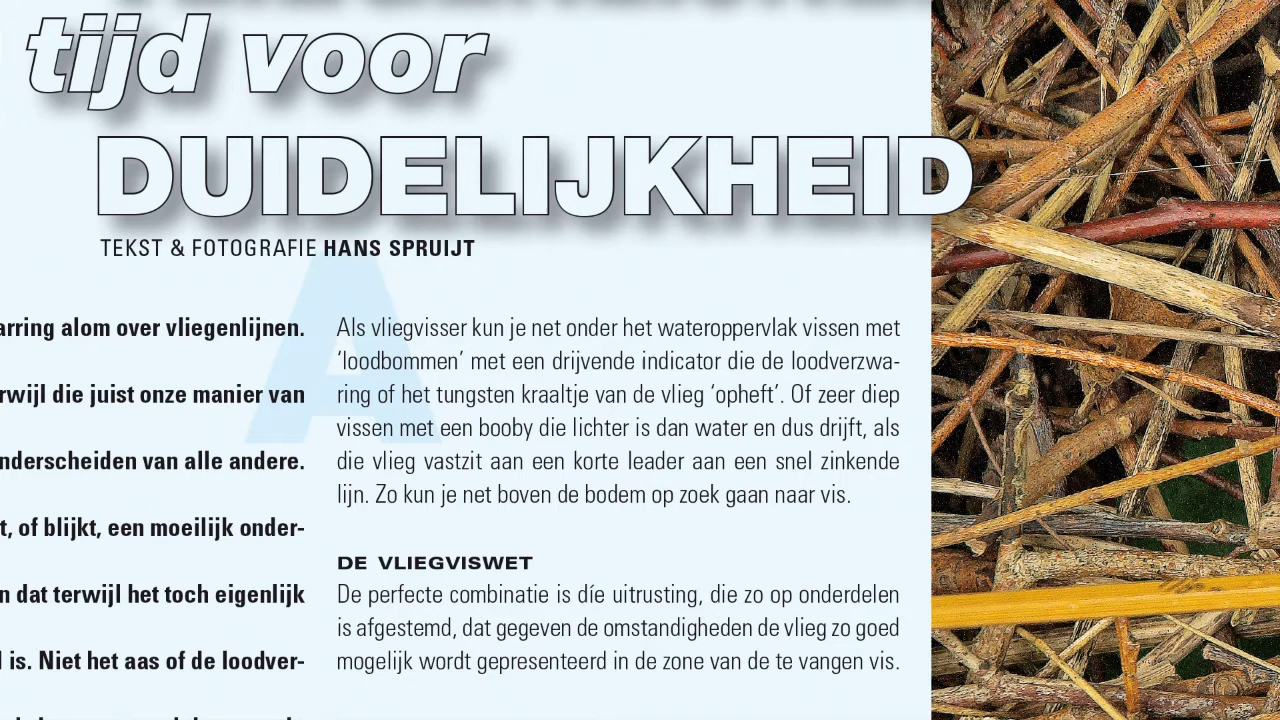 tijd voor
DUIDELIJKHEID
TEKST & FOTOGRAFIE HANS SPRUIJT
alom over vliegenlijnen.
die juist onze manier van
van alle andere.
of blijkt, een moeilijk onder-
dat terwijl het toch eigenlijk
is. Niet het aas of de loodver-
Als vliegvisser kun je net onder het wateroppervlak vissen met
‘loodbommen’ met een drijvende indicator die de loodverzwa-
ring of het tungsten kraaltje van de vlieg ‘opheft’. Of zeer diep
vissen met een booby die lichter is dan water en dus drijft, als
die vlieg vastzit aan een korte leader aan een snel zinkende
lijn. Zo kun je net boven de bodem op zoek gaan naar vis.
DE VLIEGVISWET
De perfecte combinatie is díe uitrusting, die zo op onderdelen
is afgestemd, dat gegeven de omstandigheden de vlieg zo goed
mogelijk wordt gepresenteerd in de zone van de te vangen vis.